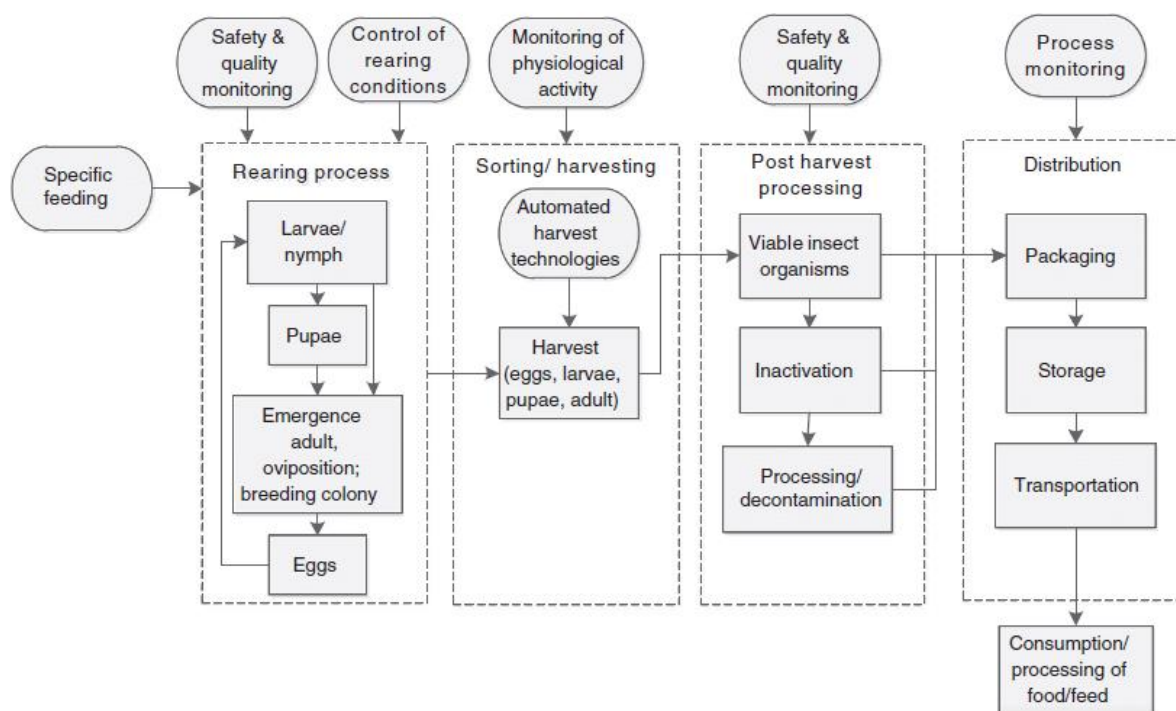 Safety &
quality
monitoring
Control of
rearing
conditions
Monitoring of
physiological
activity
Safety &
quality
monitoring
Process
monitoring
Specific
feeding
Rearing process
Larvae/
nymph
Pupae
Emergence
adult,
oviposition;
breeding colony
Eggs
Sorting/ harvesting
Automated
harvest
technologies
Harvest
(eggs, larvae,
pupae, adult)
Post harvest
processing
Viable insect
organisms
Inactivation
Processing/
decontamination
Distribution
Packaging
Storage
Transportation
Consumption/
processing of
food/feed